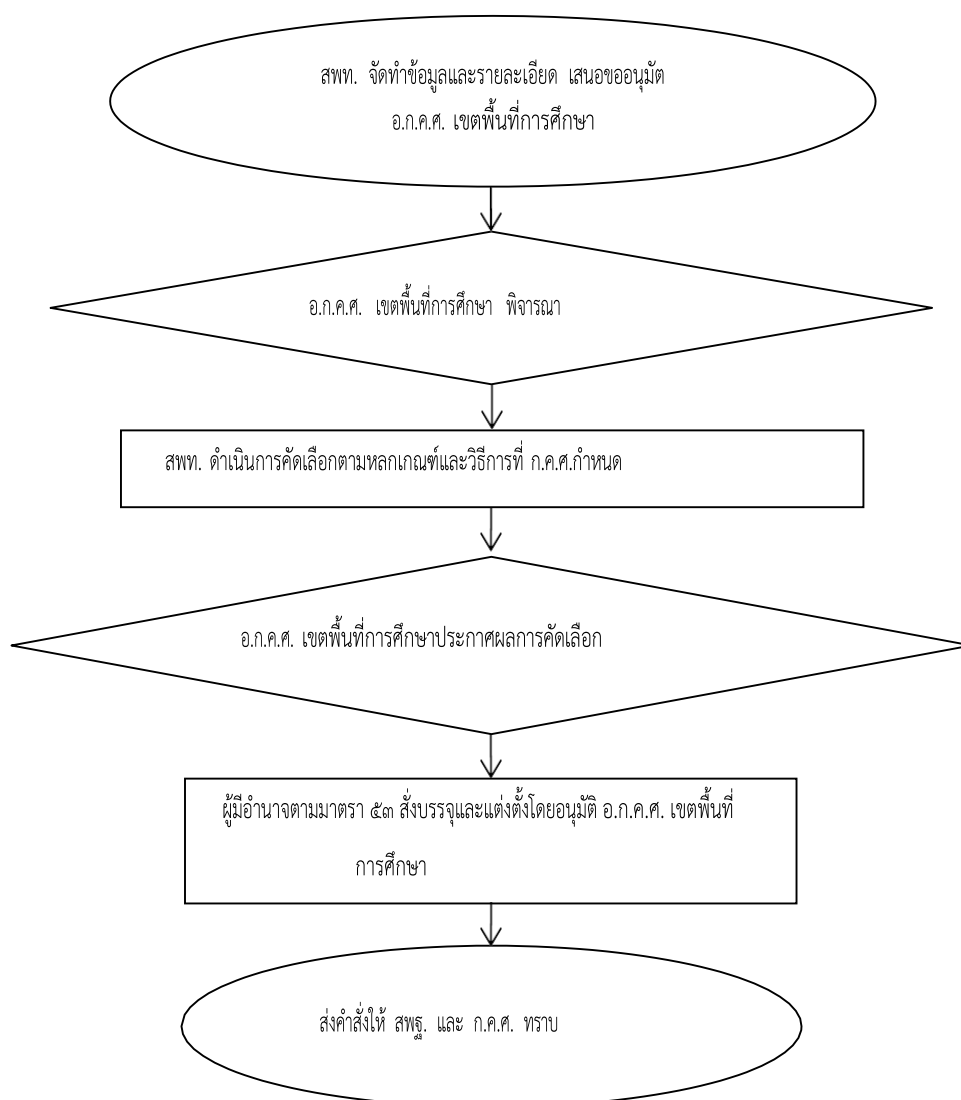 สพท. จัดทำข้อมูลและรายละเอียด เสนอขออนุมัต
อ.ก.ค.ศ. เขตพื้นที่การศึกษา
อ.ก.ค.ศ. เขตพื้นที่การศึกษา พิจารณา
สพท. ดำเนินการคัดเลือกตามหลกเกณฑ์และวิธีการที่ ก.ค.ศ.กำหนด
อ.ก.ค.ศ. เขตพื้นที่การศึกษาประกาศผลการคัดเลือก
ผู้มีอำนาจตามมาตรา ๕๓ สั่งบรรจุและแต่งตั้งโดยอนุมัติ อ.ก.ค.ศ. เขตพื้นที่
การศึกษา
ส่งคำสั่งให้ สพฐ. และ ก.ค.ศ. ทราบ